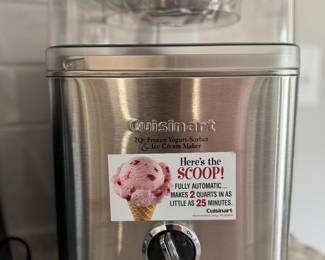 Cuisinart
2Qt Frozen Yogurt-Sorbet
& Ice Cream Maker
Here's the
SCOOP!
FULLY AUTOMATIC...
MAKES 2 QUARTS IN AS
LITTLE AS 25 MINUTES.
Cuisinart